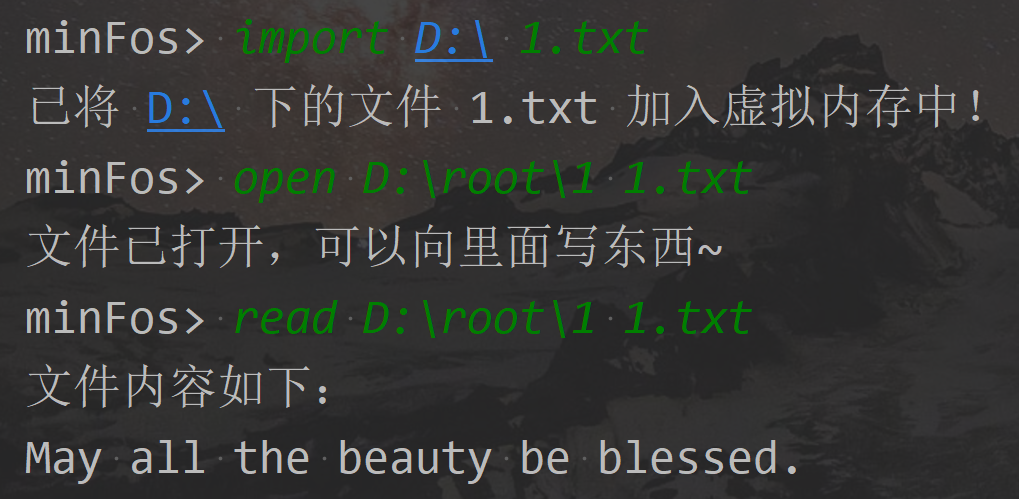 minFos> import D:\ 1.txt
已将 D:\ 下的文件 1.txt 加入虚拟内存中!
minFos> open D:\root\1 1.txt
文件已打开，可以向里面写东西~
minFos> read D:\root\1 1.txt
文件内容如下：
May all the beauty be blessed.